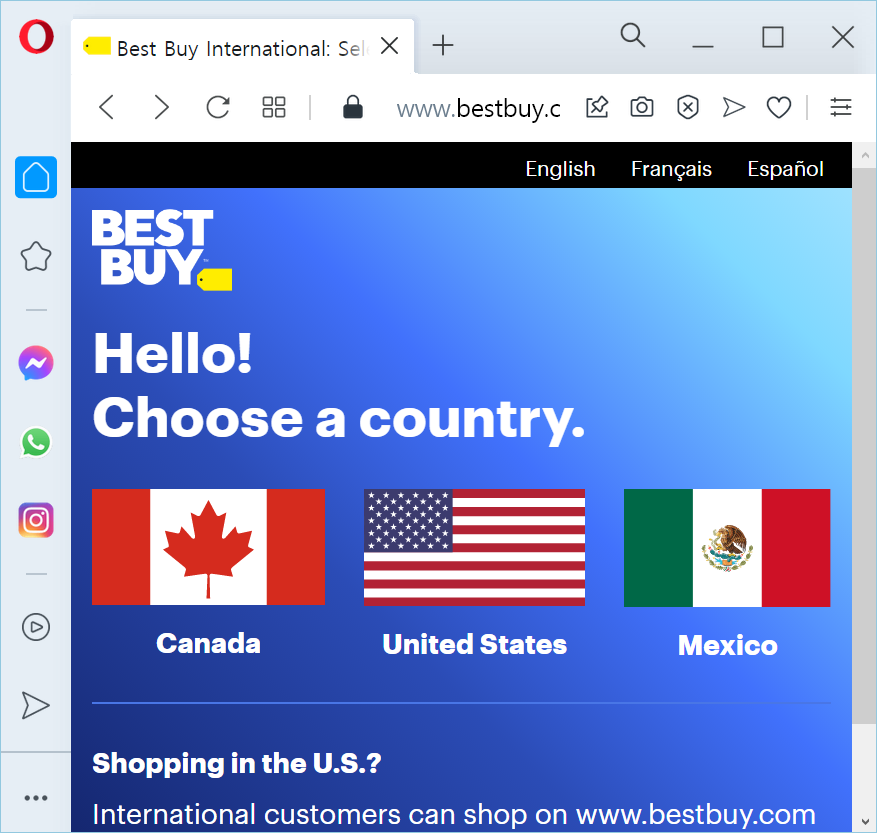 Best Buy International: Sel
www.bestbuy.c
English Français Español
BEST
BUY™
Hello!
Choose a country.
Canada United States Mexico
Shopping in the U.S.?
International customers can shop on www.bestbuy.com